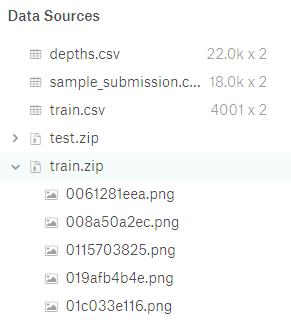 Data Sources
depths.csv 22.0k x 2
sample_submission.c... 18.0k x 2
train.csv 4001 x 2
test.zip
train.zip
0061281eea.png
008a50a2ec.png
0115703825.png
019afb4b4e.png
01c033e116.png